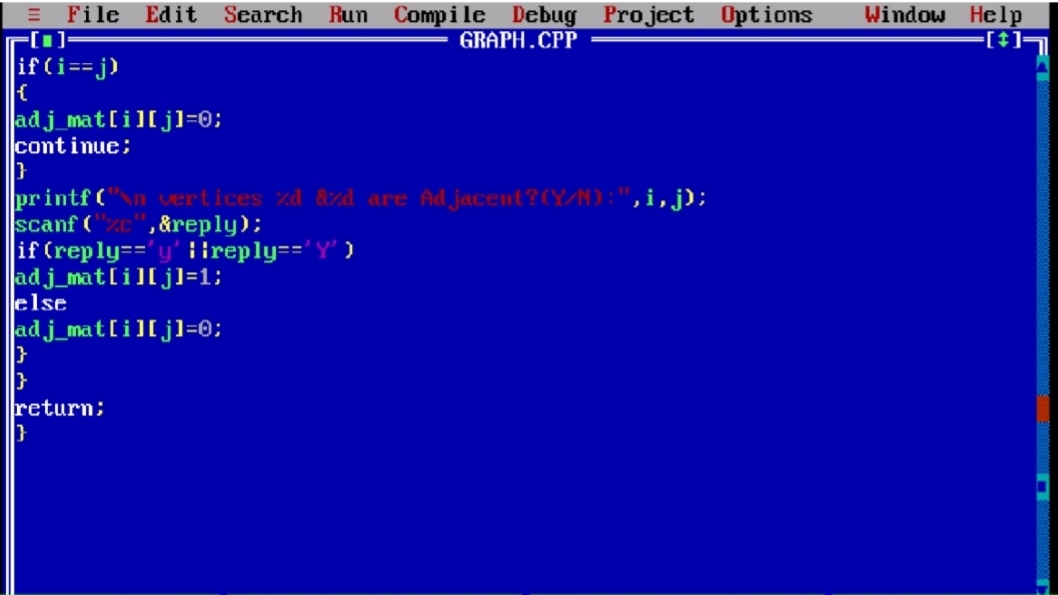 ≡ File Edit Search Run Compile Debug Project Options Window Help
[■] GRAPH.CPP [↕]
if(i==j)
{
adj_mat[i][j]=0;
continue;
}
printf("\n vertices %d &%d are Adjacent?(Y/N):",i,j);
scanf("%c",&reply);
if(reply=='y'||reply=='Y')
adj_mat[i][j]=1;
else
adj_mat[i][j]=0;
}
}
return;
}